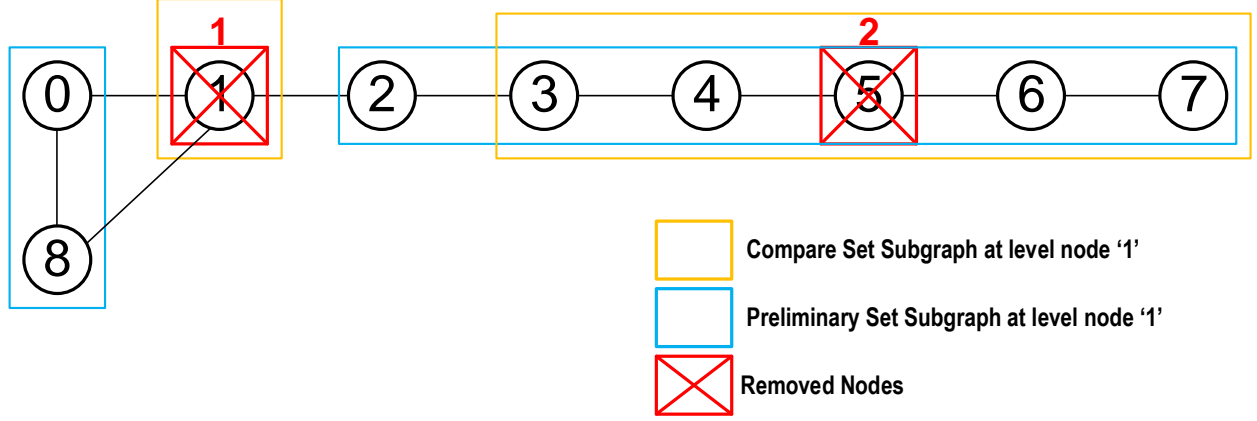 1 2
0 1 2 3 4 5 6 7
8
Compare Set Subgraph at level node ‘1’
Preliminary Set Subgraph at level node ‘1’
Removed Nodes